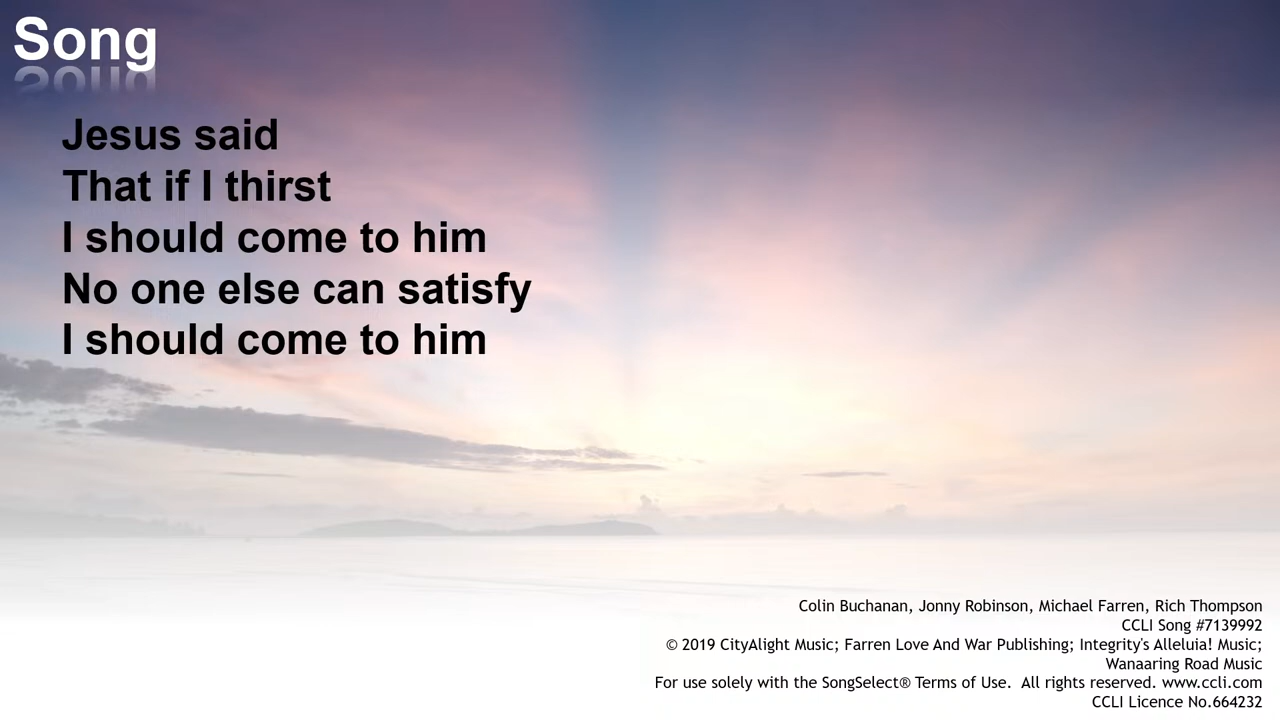 Song
Jesus said
That if I thirst
I should come to him
No one else can satisfy
I should come to him
Colin Buchanan, Jonny Robinson, Michael Farren, Rich Thompson
CCLI Song #7139992
© 2019 CityAlight Music; Farren Love And War Publishing; Integrity's Alleluia! Music;
Wanaaring Road Music
For use solely with the SongSelect® Terms of Use.  All rights reserved. www.ccli.com
CCLI Licence No.664232